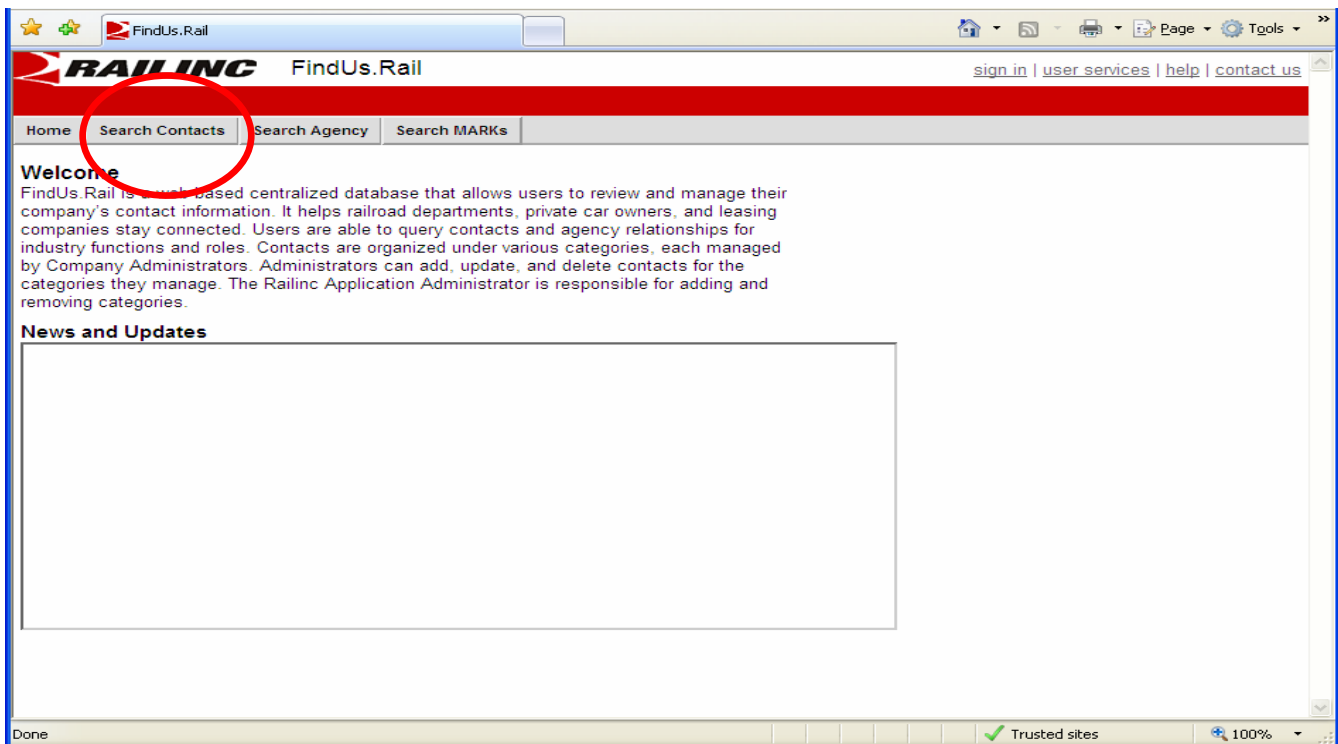 FindUs.Rail
Page Tools »
RAILINC FindUs.Rail
sign in | user services | help | contact us
Home Search Contacts Search Agency Search MARKs
Welcome
FindUs.Rail is a web-based centralized database that allows users to review and manage their
company's contact information. It helps railroad departments, private car owners, and leasing
companies stay connected. Users are able to query contacts and agency relationships for
industry functions and roles. Contacts are organized under various categories, each managed
by Company Administrators. Administrators can add, update, and delete contacts for the
categories they manage. The Railinc Application Administrator is responsible for adding and
removing categories.
News and Updates
Done Trusted sites 100%